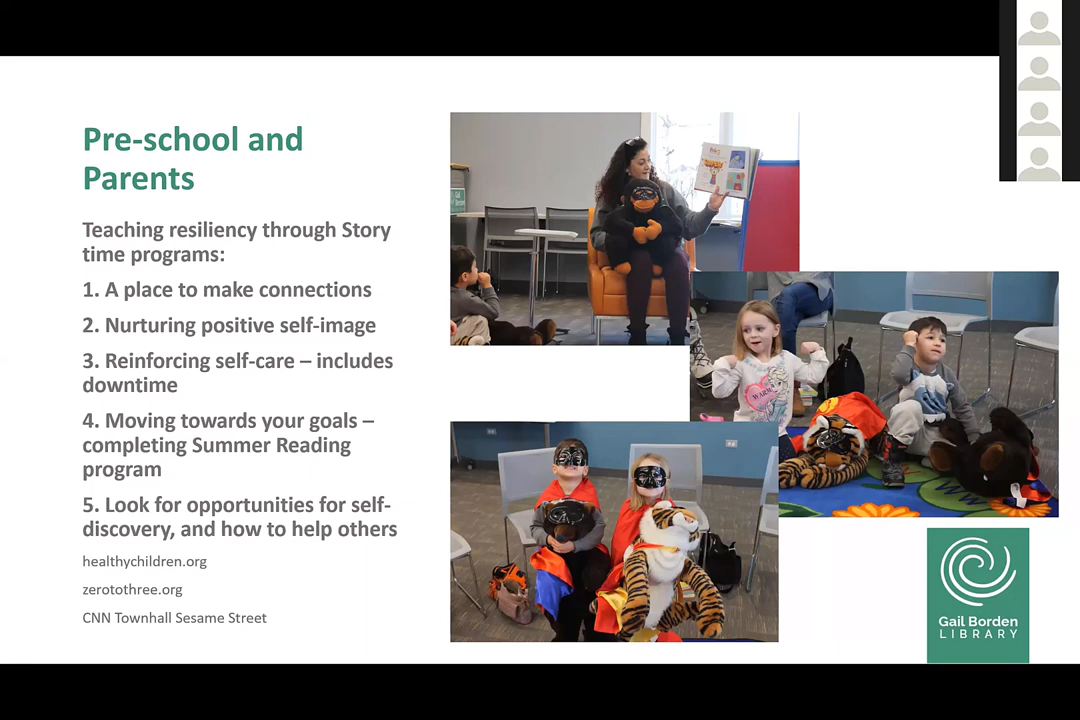 Pre-school and
Parents
Teaching resiliency through Story
time programs:
1. A place to make connections
2. Nurturing positive self-image
3. Reinforcing self-care – includes
downtime
4. Moving towards your goals –
completing Summer Reading
program
5. Look for opportunities for self-
discovery, and how to help others
healthychildren.org
zerotothree.org
CNN Townhall Sesame Street
WARM
Gail Borden
LIBRARY